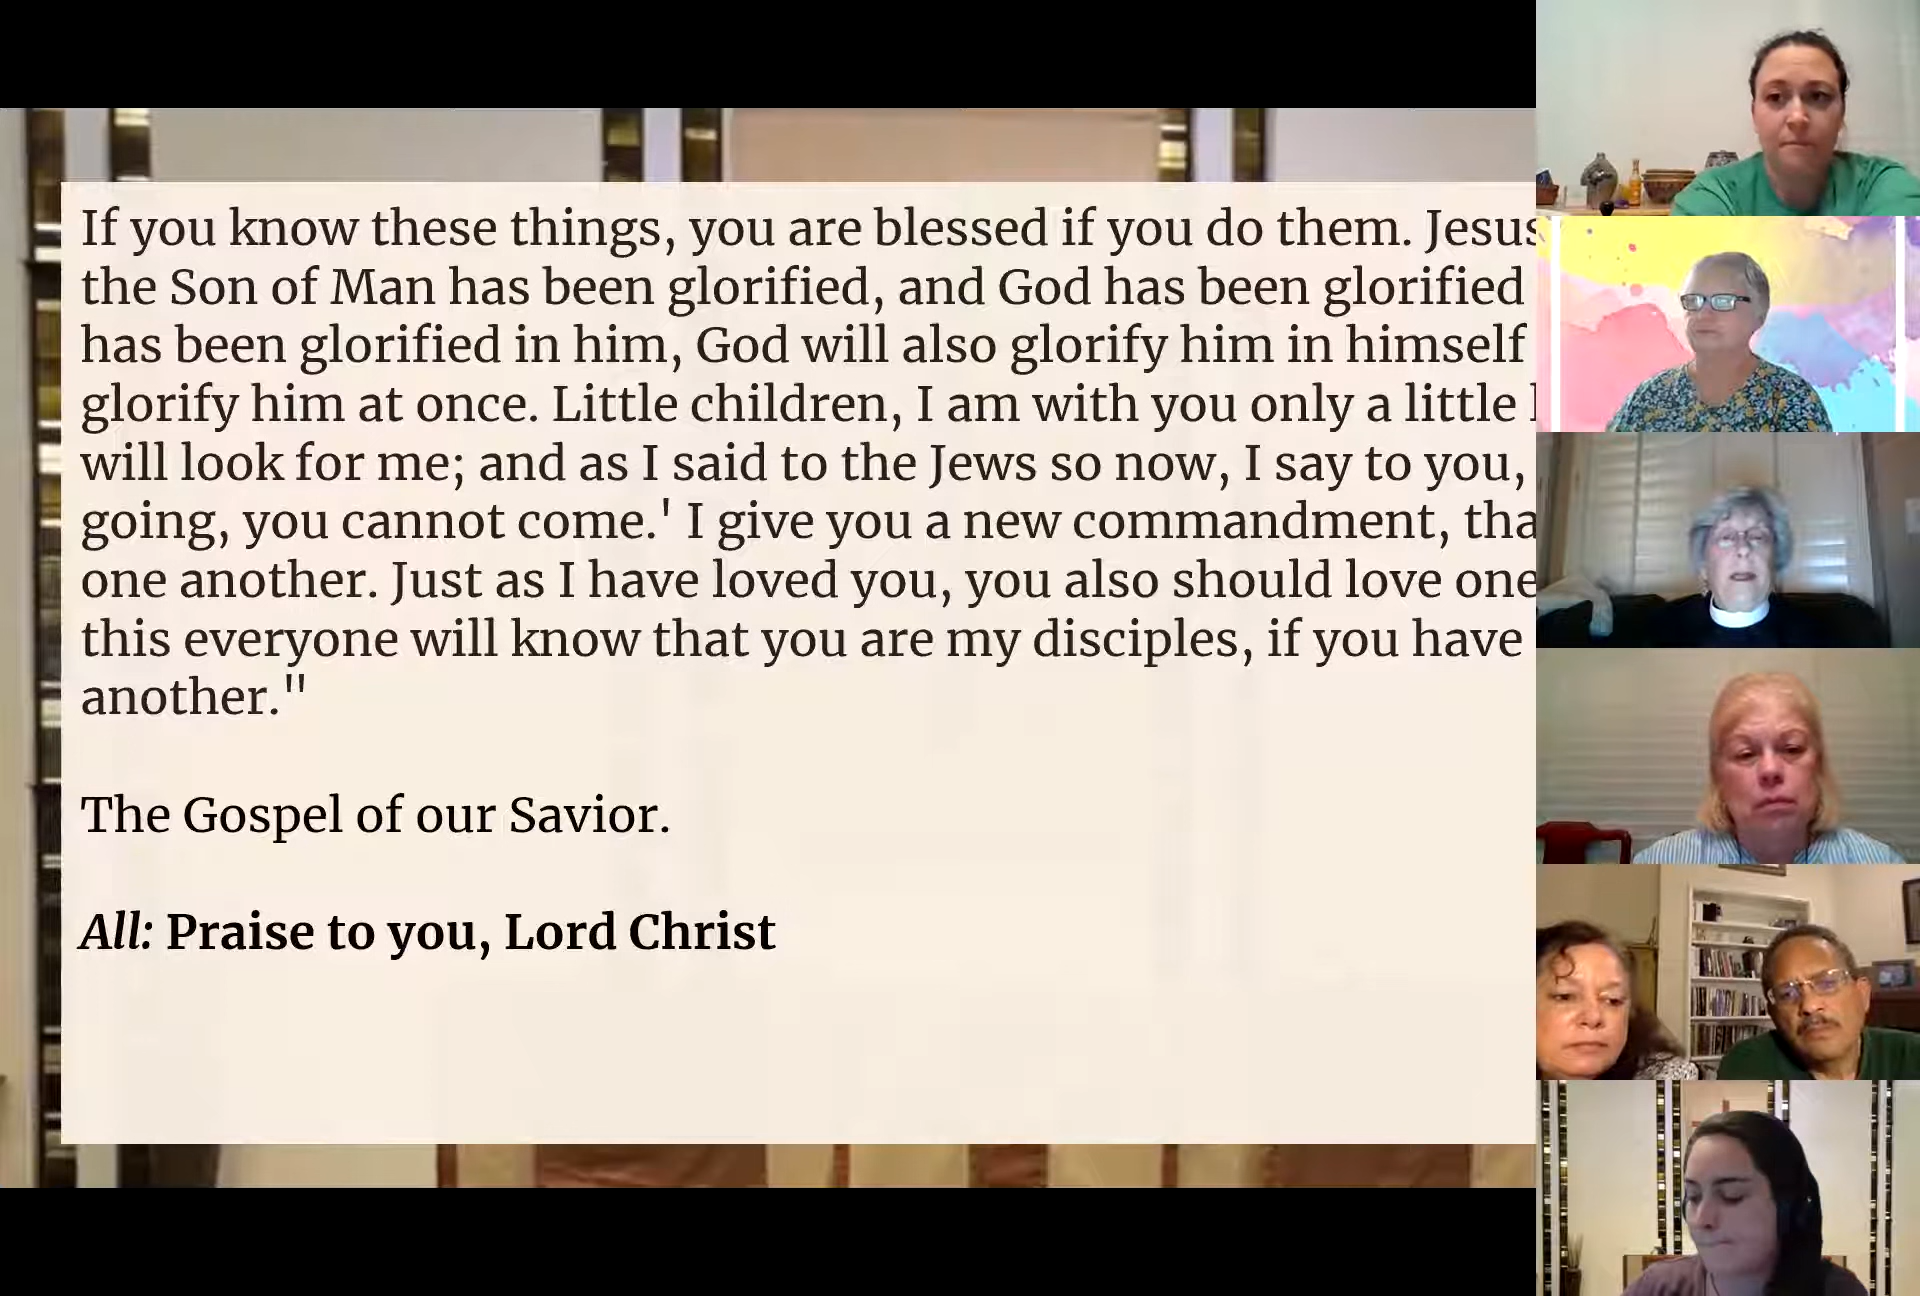 If you know these things, you are blessed if you do them. Jesus
the Son of Man has been glorified, and God has been glorified
has been glorified in him, God will also glorify him in himself
glorify him at once. Little children, I am with you only a little
will look for me; and as I said to the Jews so now, I say to you,
going, you cannot come.' I give you a new commandment, tha
one another. Just as I have loved you, you also should love one
this everyone will know that you are my disciples, if you have
another."
The Gospel of our Savior.
All: Praise to you, Lord Christ